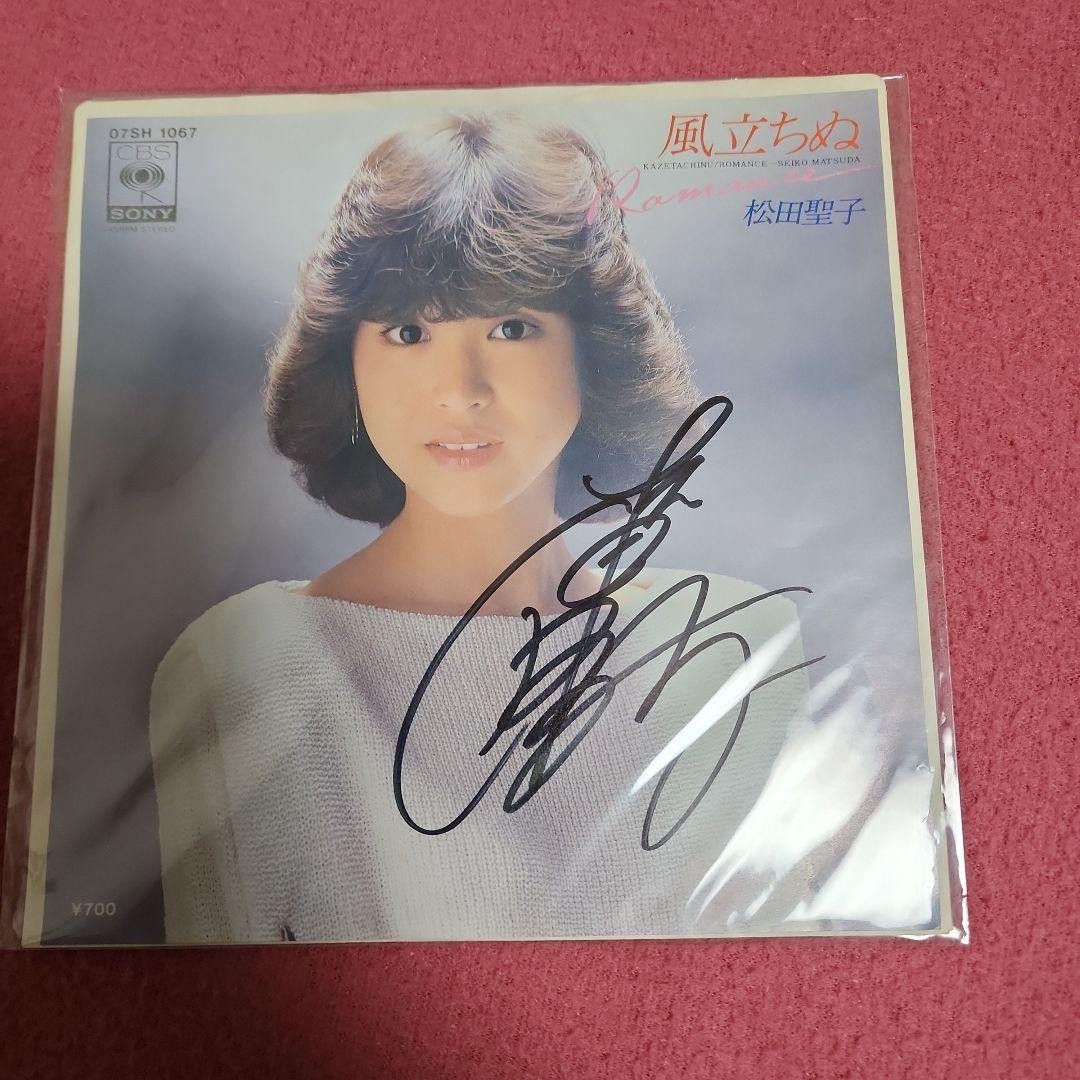 07SH 1067
CBS
SONY
45RPM STEREO
風立ちぬ
KAZETACHINU/ROMANCE—SEIKO MATSUDA
Romance
松田聖子
¥700